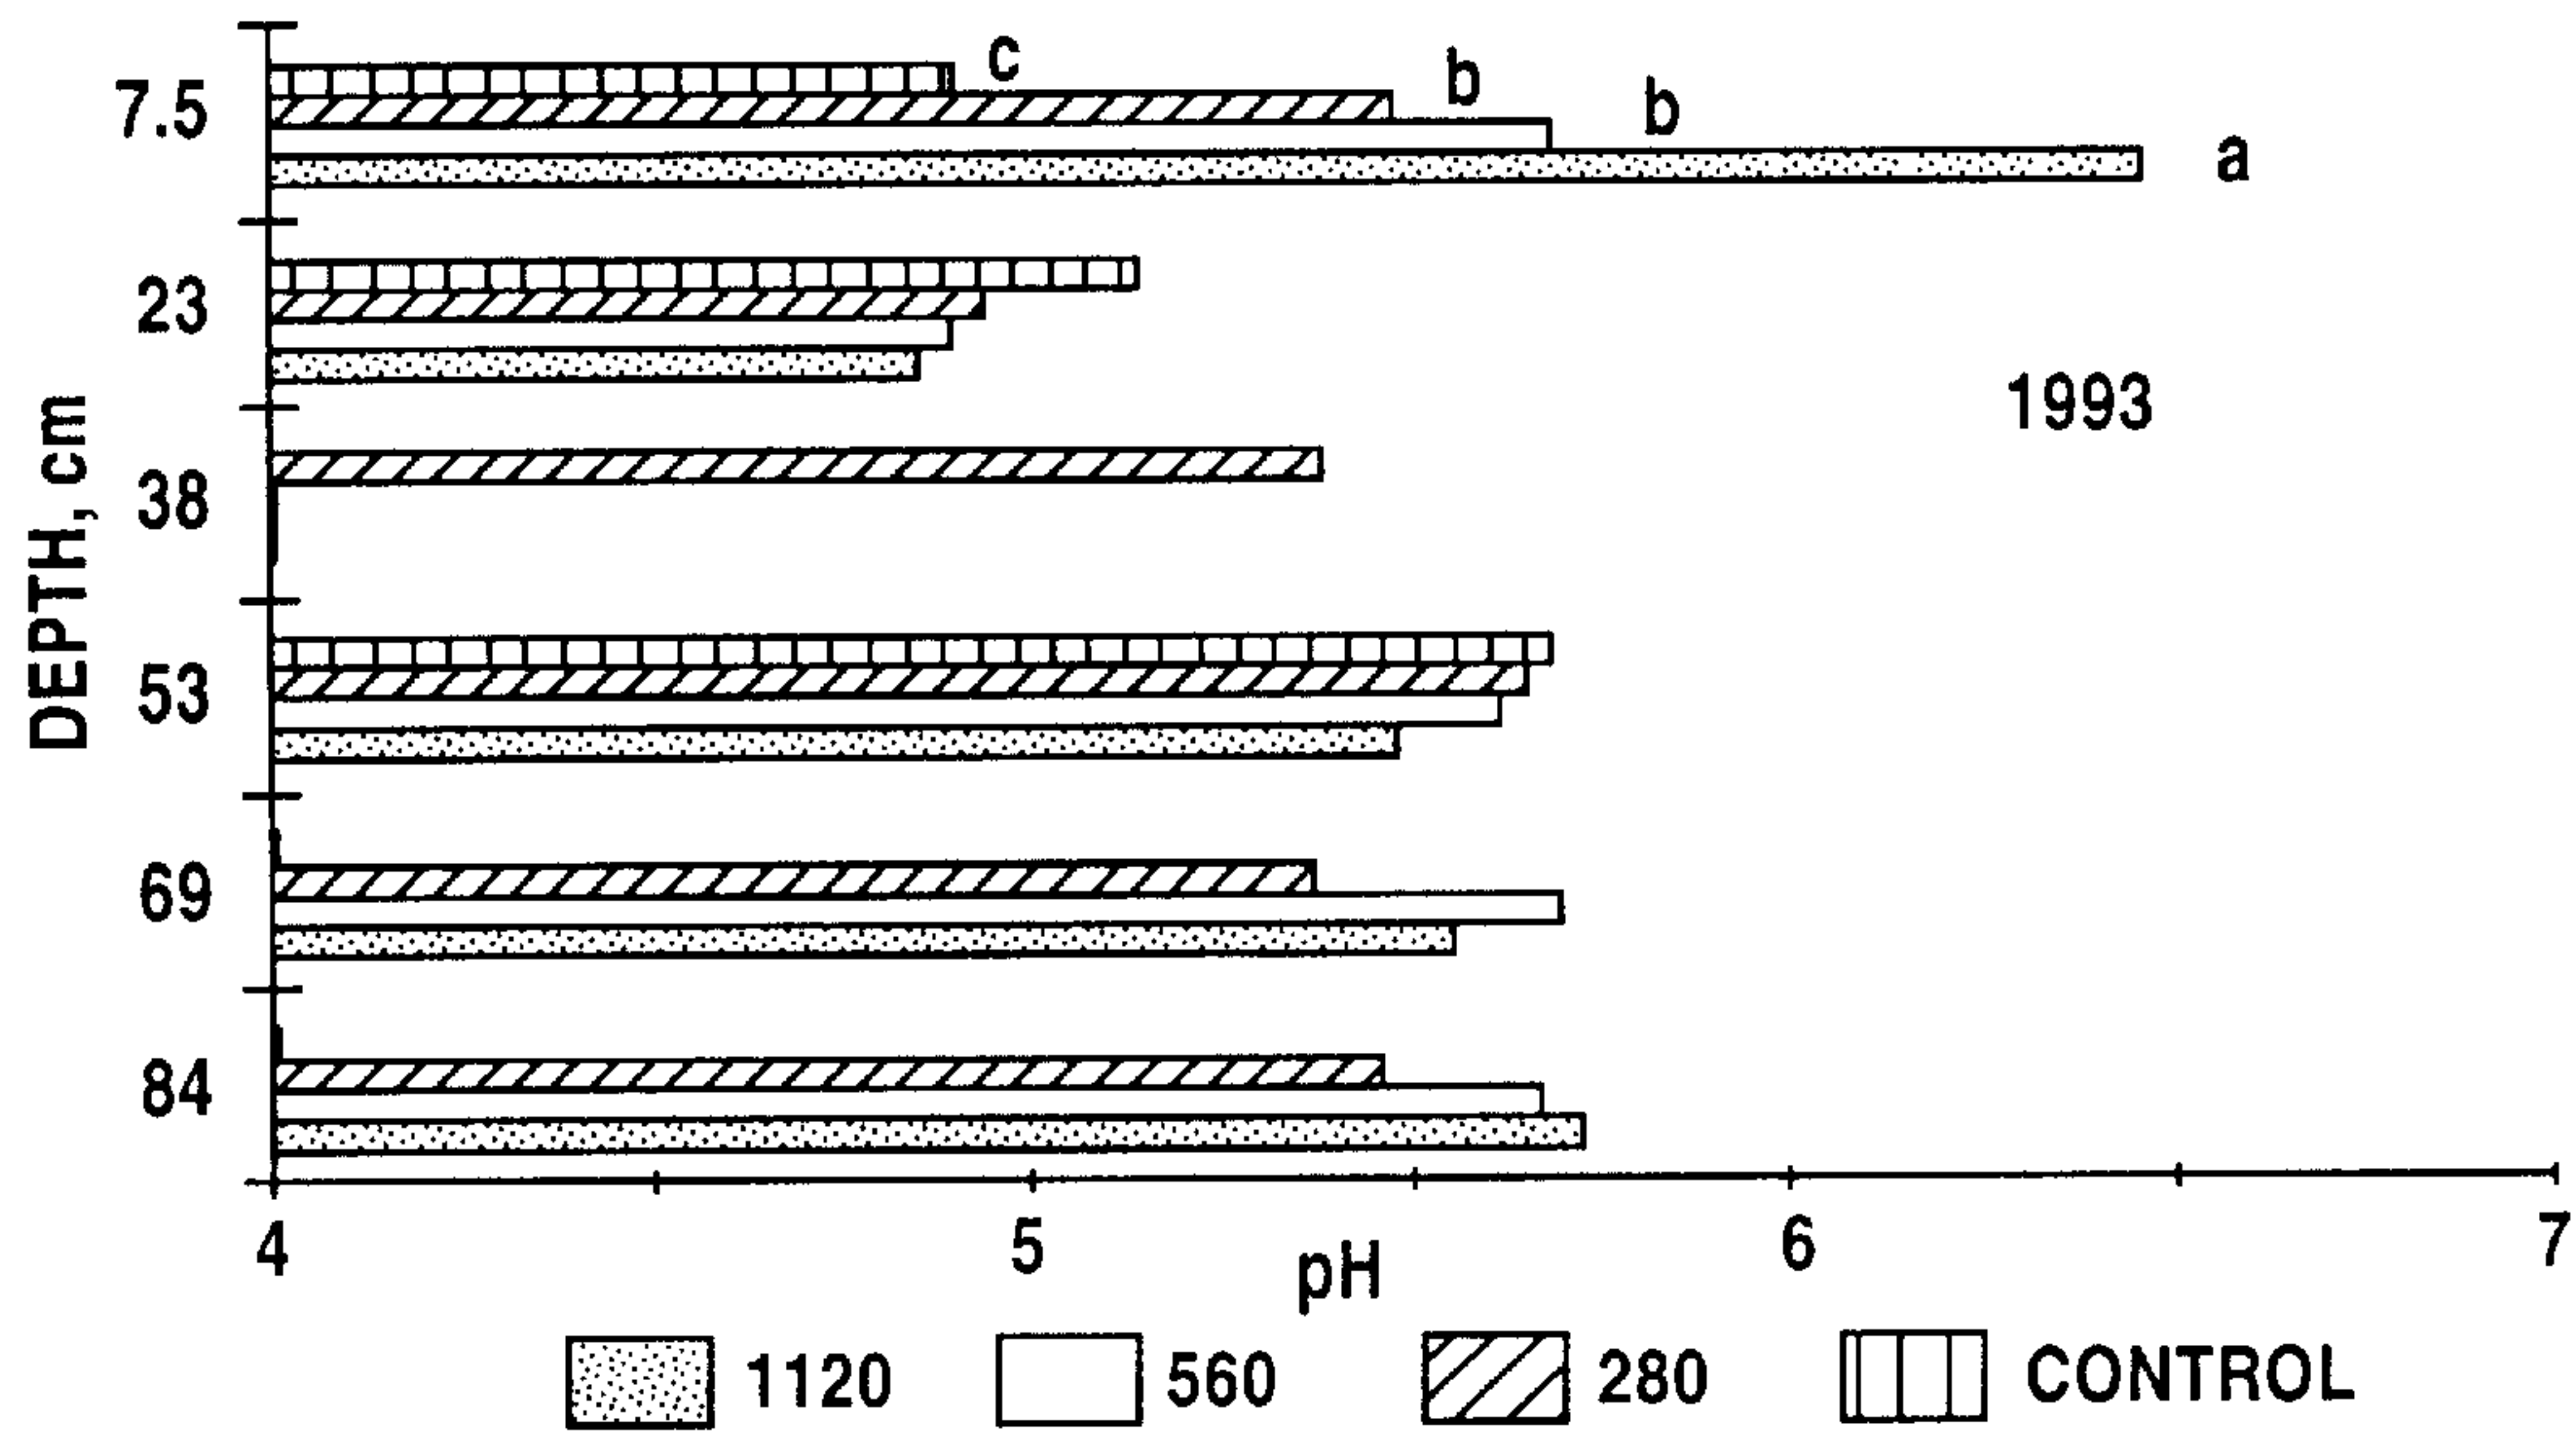 c
b
7.5
b
a
23
1993
DEPTH, cm
38
53
69
84
4 5 6 7
pH
1120 560 280 CONTROL